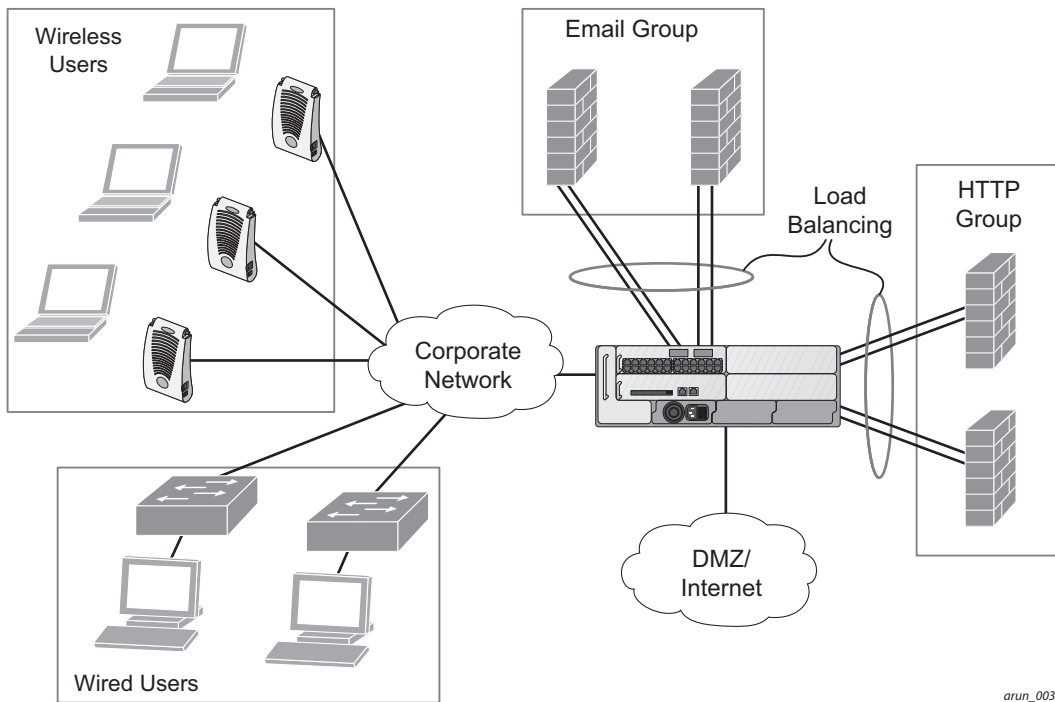 Wireless
Users
Email Group
HTTP
Group
Load
Balancing
Corporate
Network
DMZ/
Internet
Wired Users
arun_003